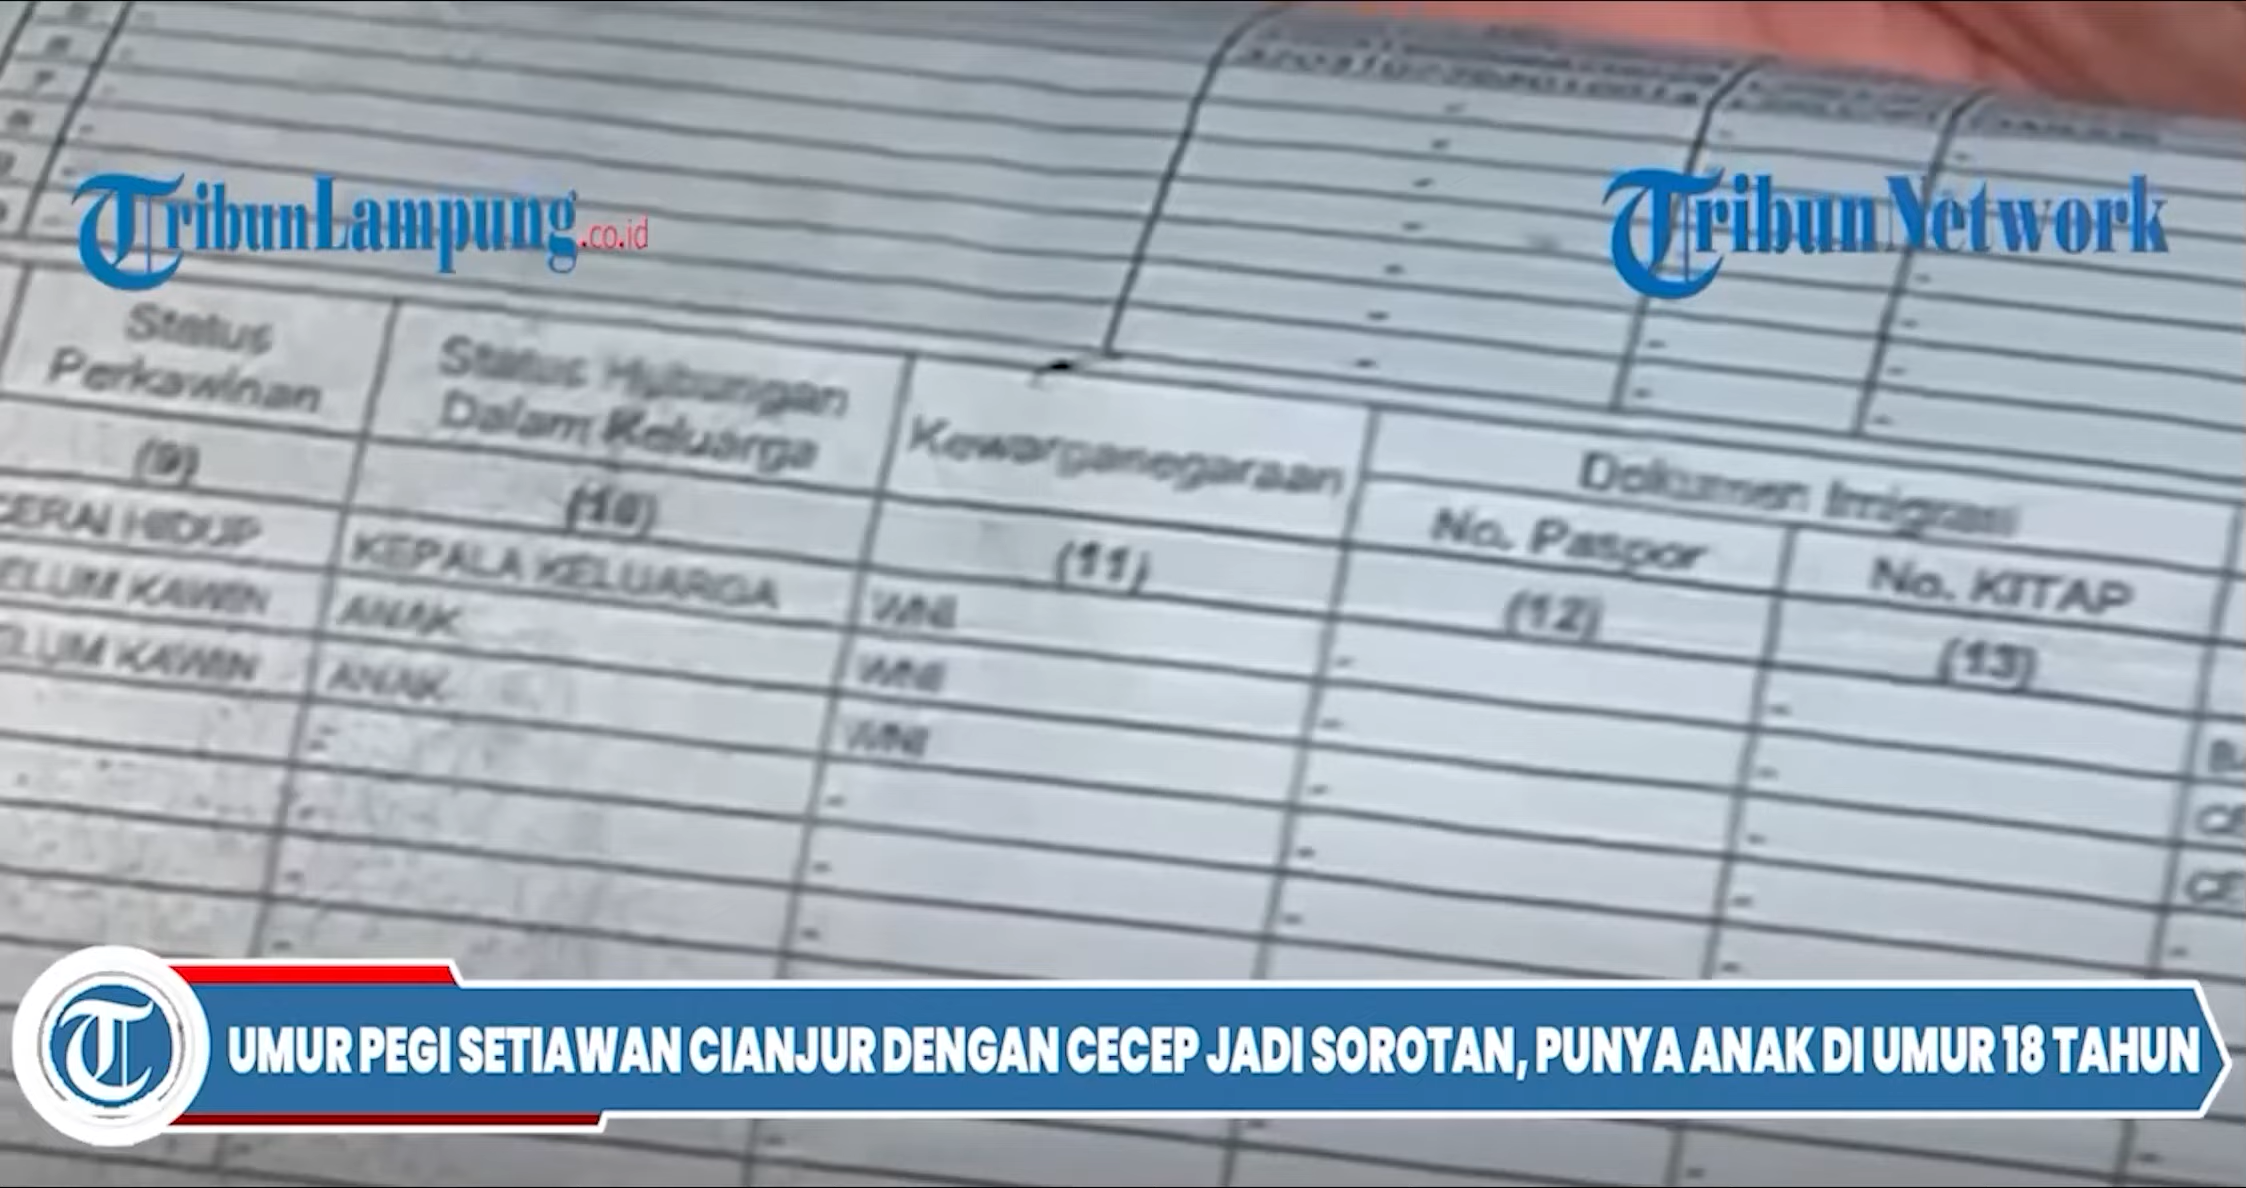 TribunLampung.co.id
TribunNetwork
Status
Perkawinan
Status Hubungan
Dalam Keluarga
Kewarganegaraan
Dokumen Imigrasi
No. Paspor
No. KITAP
(9)
(10)
(11)
(12)
(13)
CERAI HIDUP
KEPALA KELUARGA
WNI
ELUM KAWIN
ANAK
WNI
ELUM KAWIN
ANAK
WNI
UMUR PEGI SETIAWAN CIANJUR DENGAN CECEP JADI SOROTAN, PUNYA ANAK DI UMUR 18 TAHUN